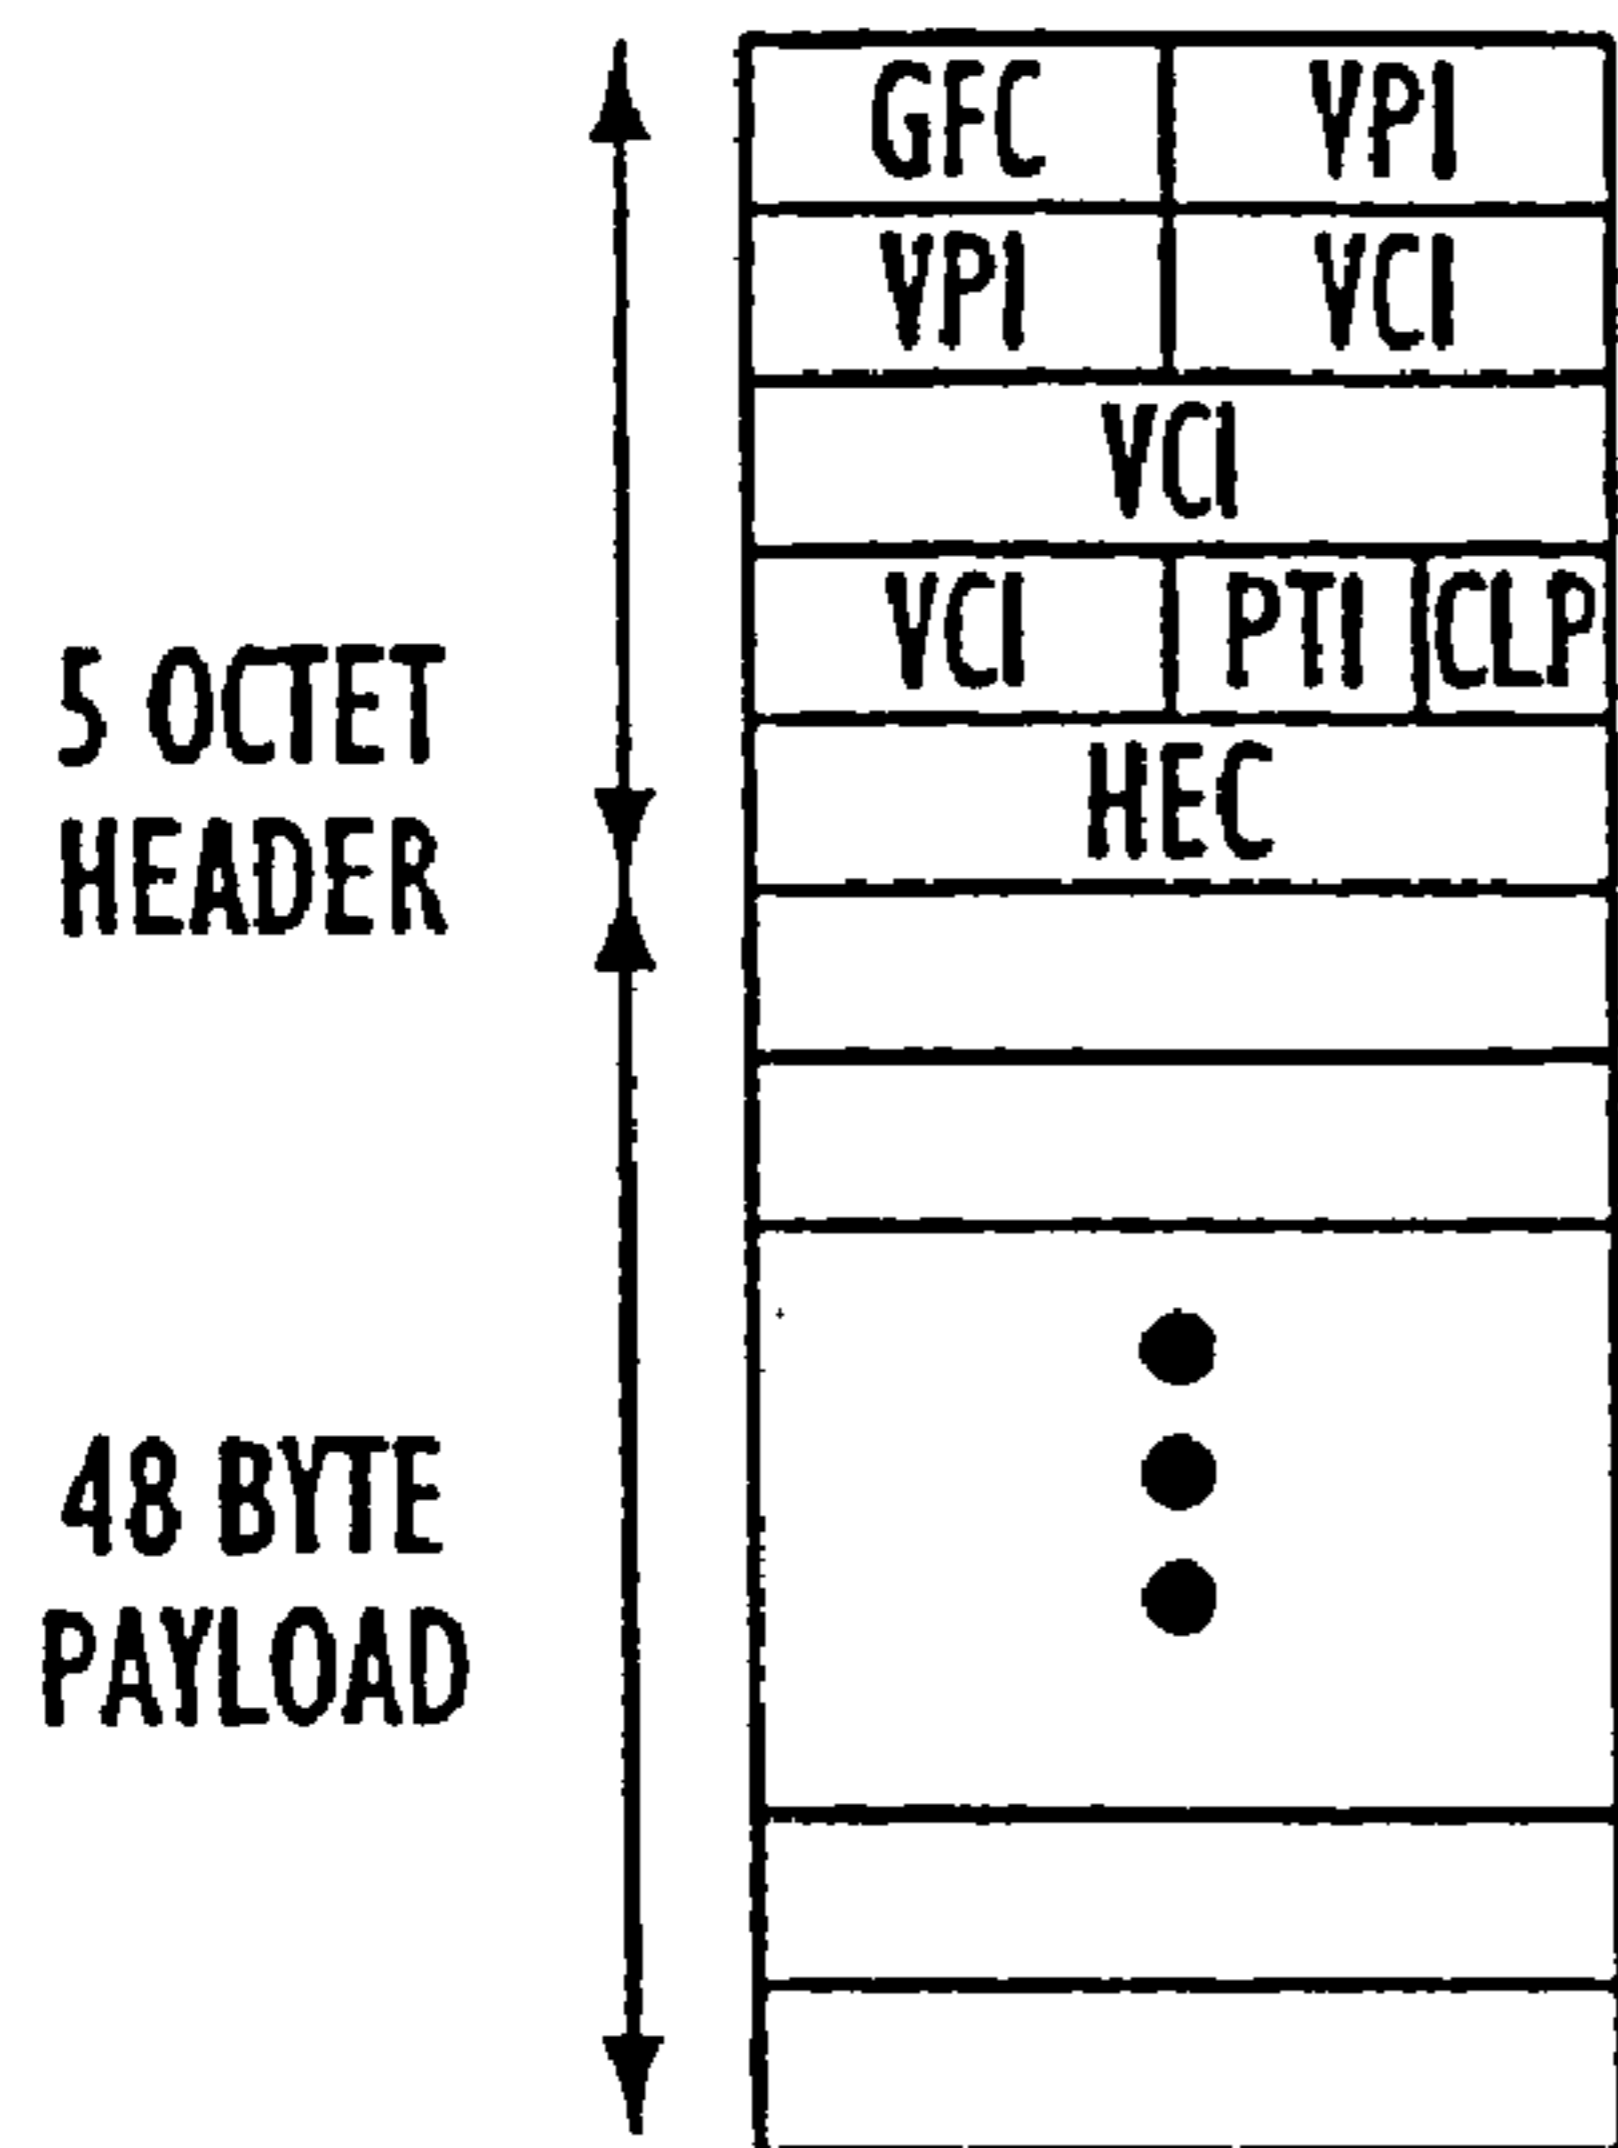 GFC VPI
VPI VCI
VCI
VCI PTI CLP
5 OCTET
HEADER
HEC
48 BYTE
PAYLOAD